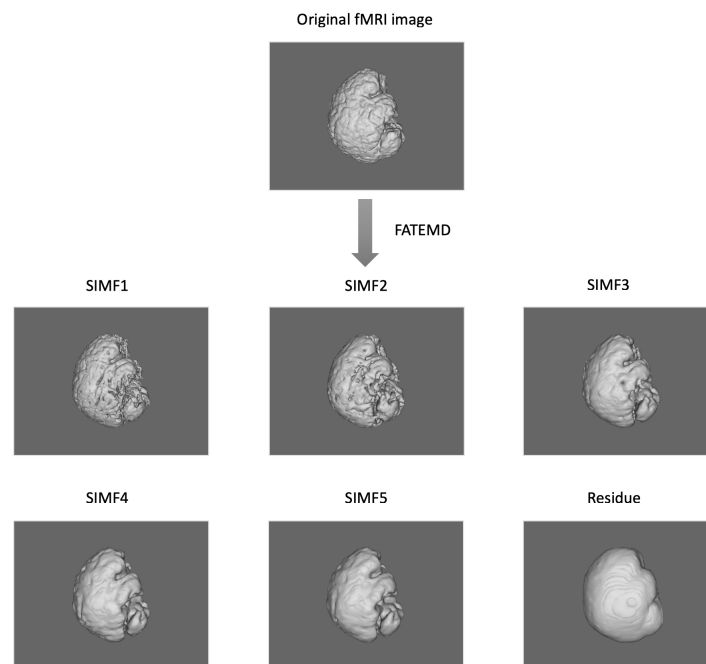 Original fMRI image
FATEMD
SIMF1
SIMF2
SIMF3
SIMF4
SIMF5
Residue